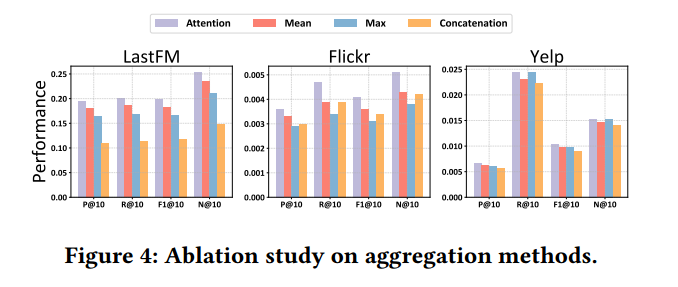 Attention Mean Max Concatenation
LastFM Flickr Yelp
Performance
0.25
0.20
0.15
0.10
0.05
0.00
P@10 R@10 F1@10 N@10
0.005
0.004
0.003
0.002
0.001
0.000
P@10 R@10 F1@10 N@10
0.025
0.020
0.015
0.010
0.005
0.000
P@10 R@10 F1@10 N@10
Figure 4: Ablation study on aggregation methods.